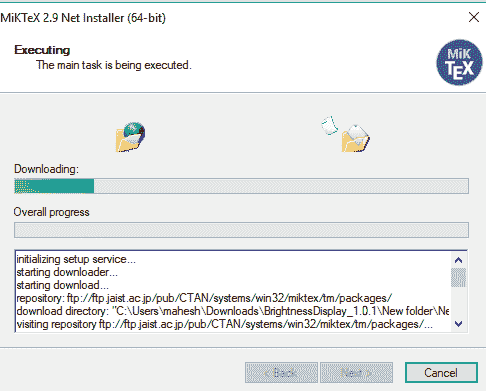 MiKTeX 2.9 Net Installer (64-bit)
Executing
The main task is being executed.
MiK
TEX
Downloading:
Overall progress
initializing setup service...
starting downloader...
starting download...
repository: ftp://ftp.jaist.ac.jp/pub/CTAN/systems/win32/miktex/tm/packages/
download directory: "C:\Users\mahesh\Downloads\BrightnessDisplay_1.0.1\New folder\Ne
visiting repository ftp://ftp.jaist.ac.jp/pub/CTAN/systems/win32/miktex/tm/packages/...
< Back Next > Cancel